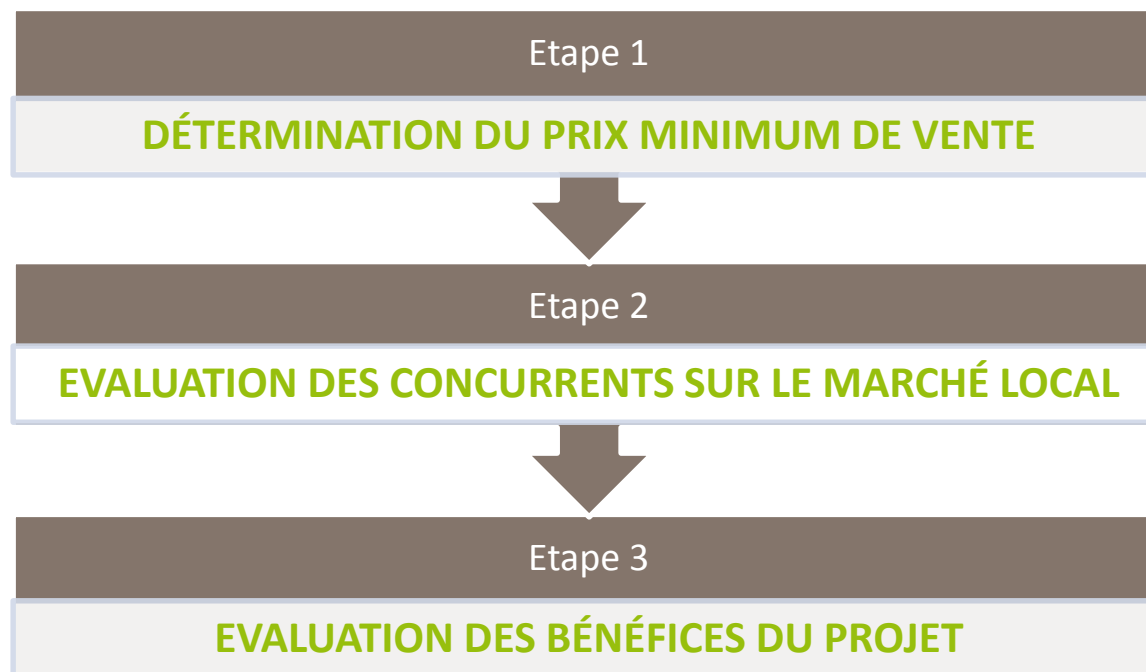 Etape 1
DÉTERMINATION DU PRIX MINIMUM DE VENTE
Etape 2
EVALUATION DES CONCURRENTS SUR LE MARCHÉ LOCAL
Etape 3
EVALUATION DES BÉNÉFICES DU PROJET